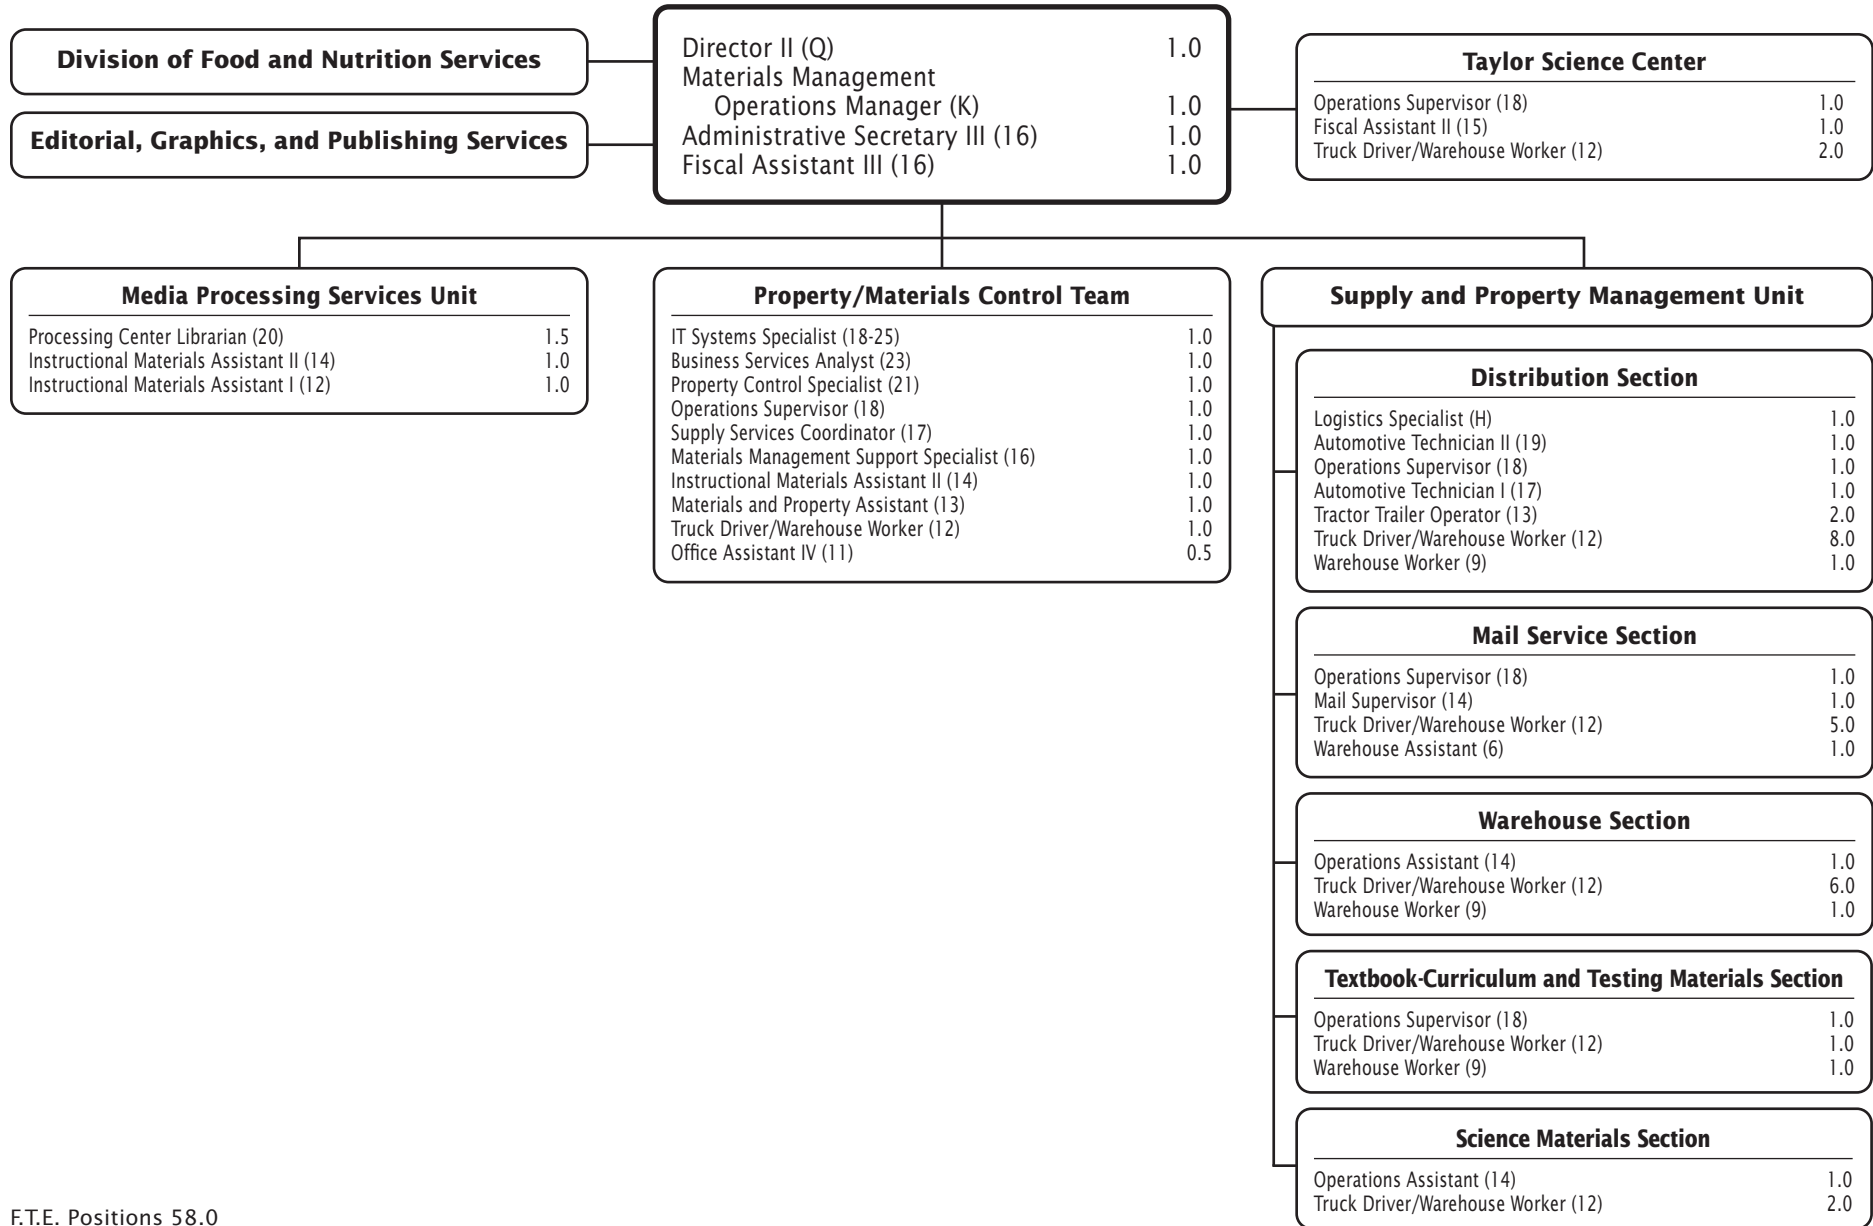 Division of Food and Nutrition Services
Editorial, Graphics, and Publishing Services
Director II (Q) 1.0
Materials Management
Operations Manager (K) 1.0
Administrative Secretary III (16) 1.0
Fiscal Assistant III (16) 1.0
Taylor Science Center
Operations Supervisor (18) 1.0
Fiscal Assistant II (15) 1.0
Truck Driver/Warehouse Worker (12) 2.0
Media Processing Services Unit
Processing Center Librarian (20) 1.5
Instructional Materials Assistant II (14) 1.0
Instructional Materials Assistant I (12) 1.0
Property/Materials Control Team
IT Systems Specialist (18-25) 1.0
Business Services Analyst (23) 1.0
Property Control Specialist (21) 1.0
Operations Supervisor (18) 1.0
Supply Services Coordinator (17) 1.0
Materials Management Support Specialist (16) 1.0
Instructional Materials Assistant II (14) 1.0
Materials and Property Assistant (13) 1.0
Truck Driver/Warehouse Worker (12) 1.0
Office Assistant IV (11) 0.5
Supply and Property Management Unit
Distribution Section
Logistics Specialist (H) 1.0
Automotive Technician II (19) 1.0
Operations Supervisor (18) 1.0
Automotive Technician I (17) 1.0
Tractor Trailer Operator (13) 2.0
Truck Driver/Warehouse Worker (12) 8.0
Warehouse Worker (9) 1.0
Mail Service Section
Operations Supervisor (18) 1.0
Mail Supervisor (14) 1.0
Truck Driver/Warehouse Worker (12) 5.0
Warehouse Assistant (6) 1.0
Warehouse Section
Operations Assistant (14) 1.0
Truck Driver/Warehouse Worker (12) 6.0
Warehouse Worker (9) 1.0
Textbook-Curriculum and Testing Materials Section
Operations Supervisor (18) 1.0
Truck Driver/Warehouse Worker (12) 1.0
Warehouse Worker (9) 1.0
Science Materials Section
Operations Assistant (14) 1.0
Truck Driver/Warehouse Worker (12) 2.0
F.T.E. Positions 58.0